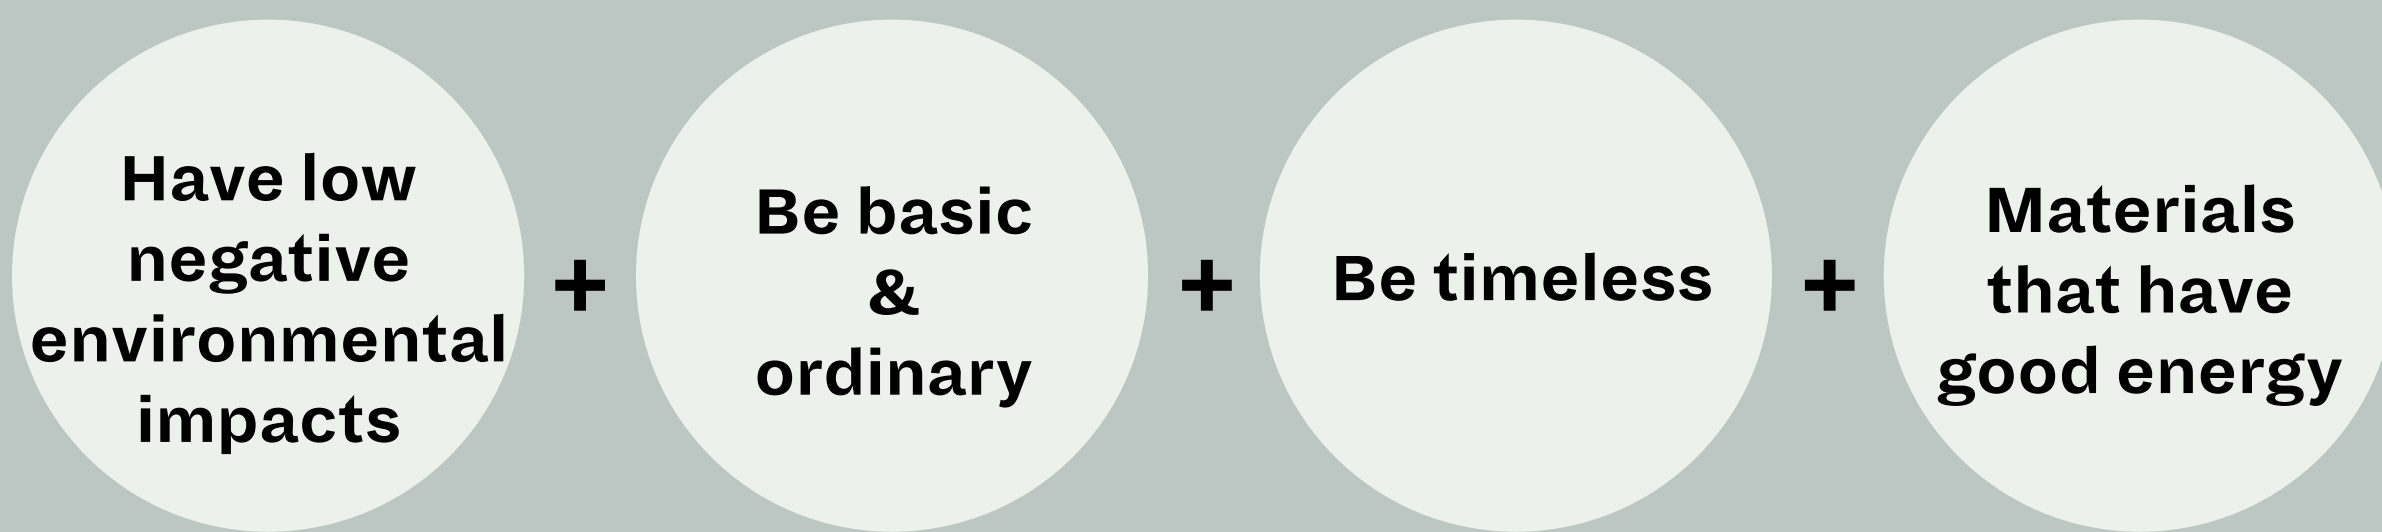 Have low
negative
environmental
impacts
+
Be basic
&
ordinary
+
Be timeless
+
Materials
that have
good energy